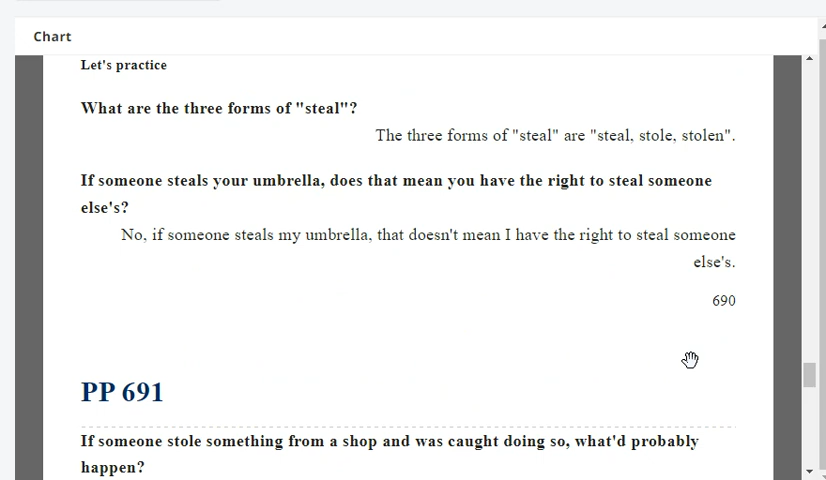 Chart
Let's practice
What are the three forms of "steal"?
The three forms of "steal" are "steal, stole, stolen".
If someone steals your umbrella, does that mean you have the right to steal someone
else's?
No, if someone steals my umbrella, that doesn't mean I have the right to steal someone
else's.
690
PP 691
If someone stole something from a shop and was caught doing so, what'd probably
happen?